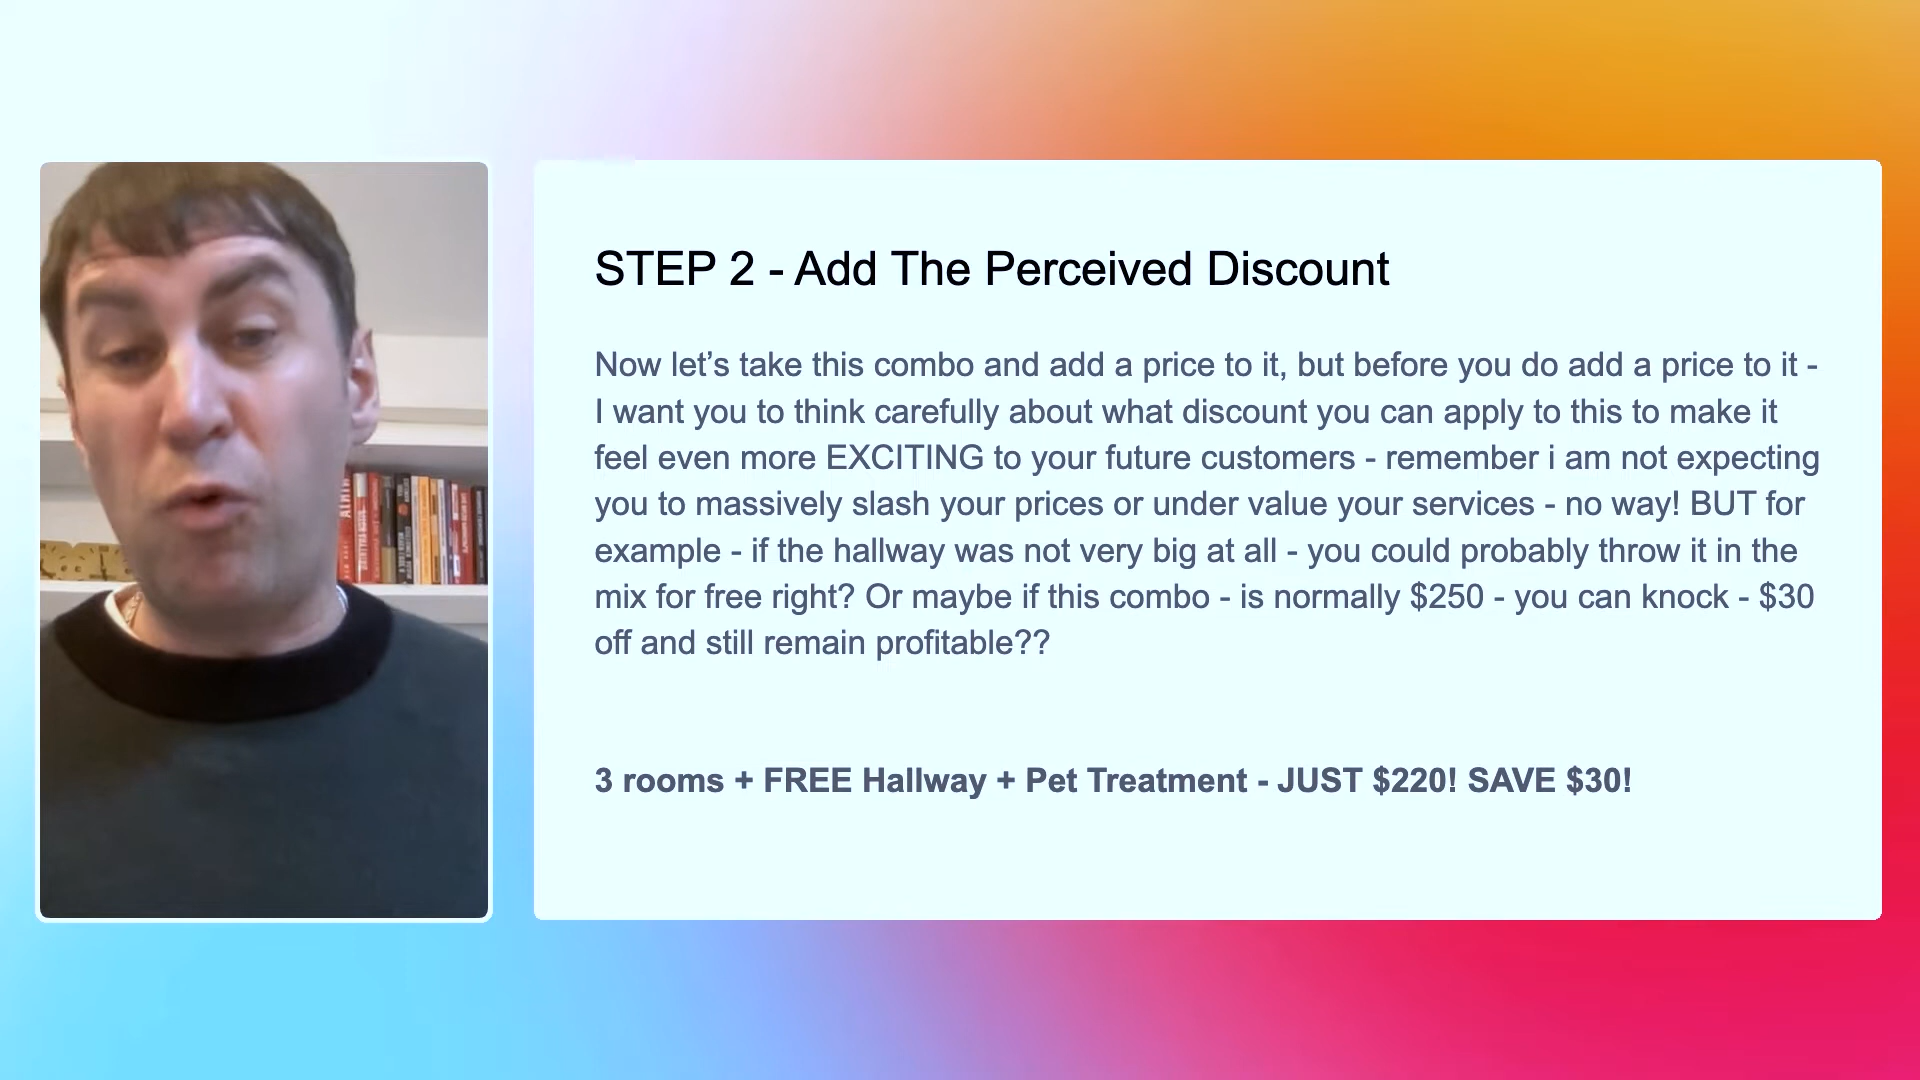 STEP 2 - Add The Perceived Discount
Now let’s take this combo and add a price to it, but before you do add a price to it -
I want you to think carefully about what discount you can apply to this to make it
feel even more EXCITING to your future customers - remember i am not expecting
you to massively slash your prices or under value your services - no way! BUT for
example - if the hallway was not very big at all - you could probably throw it in the
mix for free right? Or maybe if this combo - is normally $250 - you can knock - $30
off and still remain profitable??
3 rooms + FREE Hallway + Pet Treatment - JUST $220! SAVE $30!